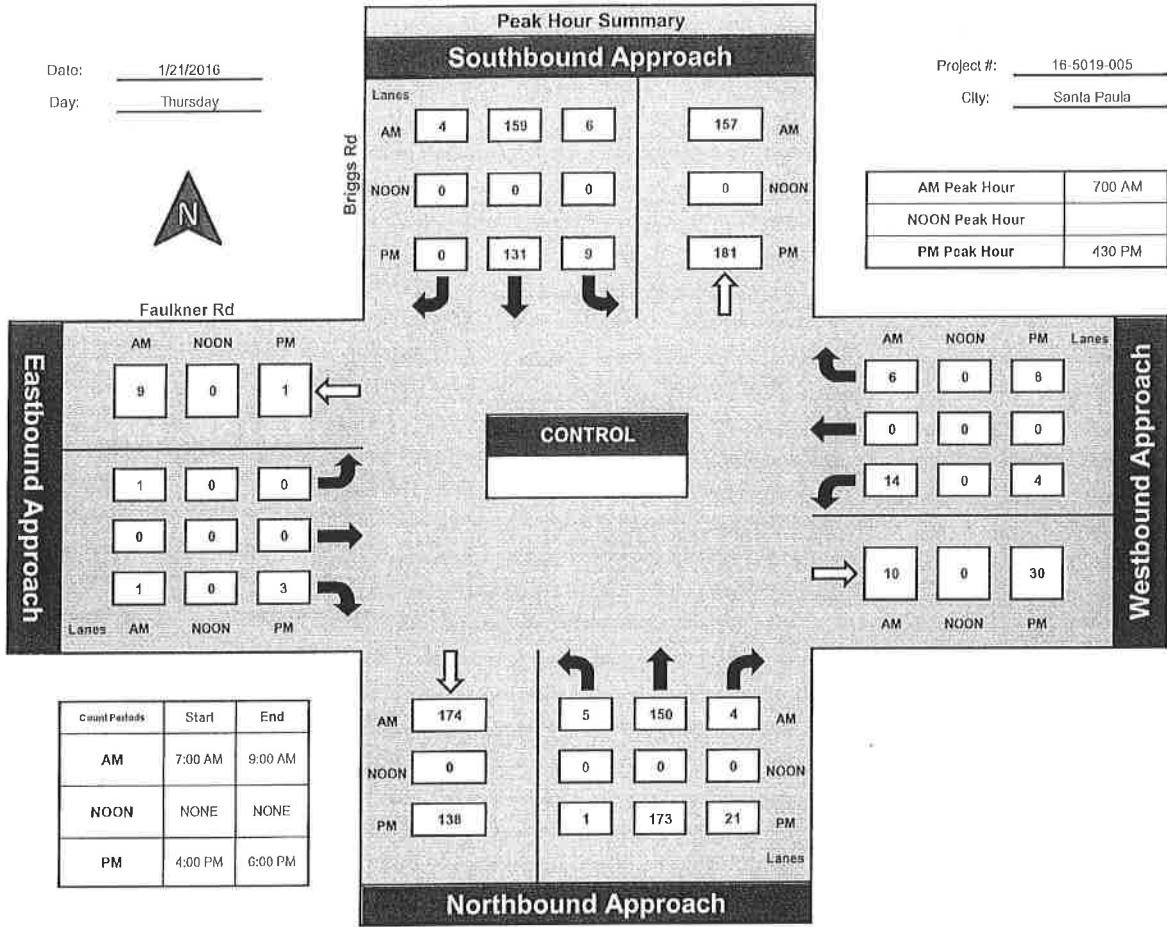 Peak Hour Summary
Southbound Approach
Date: 1/21/2016
Day: Thursday
Project #: 16-5019-005
City: Santa Paula
N
AM Peak Hour 700 AM
NOON Peak Hour
PM Peak Hour 430 PM
Briggs Rd
Lanes
AM 4 159 6 157 AM
NOON 0 0 0 0 NOON
PM 0 131 9 181 PM
Faulkner Rd
Eastbound Approach
AM NOON PM
9 0 1
1 0 0
0 0 0
1 0 3
Lanes AM NOON PM
CONTROL
AM NOON PM Lanes
6 0 8
0 0 0
14 0 4
10 0 30
AM NOON PM
Westbound Approach
AM 174 5 150 4 AM
NOON 0 0 0 0 NOON
PM 138 1 173 21 PM
Lanes
Northbound Approach
Count Periods Start End
AM 7:00 AM 9:00 AM
NOON NONE NONE
PM 4:00 PM 6:00 PM